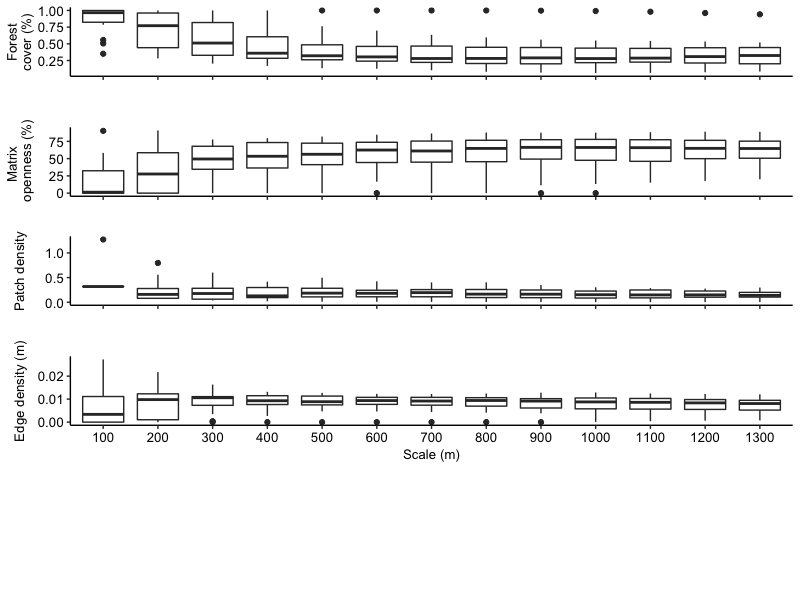 Forest
cover (%)
1.00
0.75
0.50
0.25
Matrix
openness (%)
75
50
25
0
Patch density
1.0
0.5
0.0
Edge density (m)
0.02
0.01
0.00
100 200 300 400 500 600 700 800 900 1000 1100 1200 1300
Scale (m)